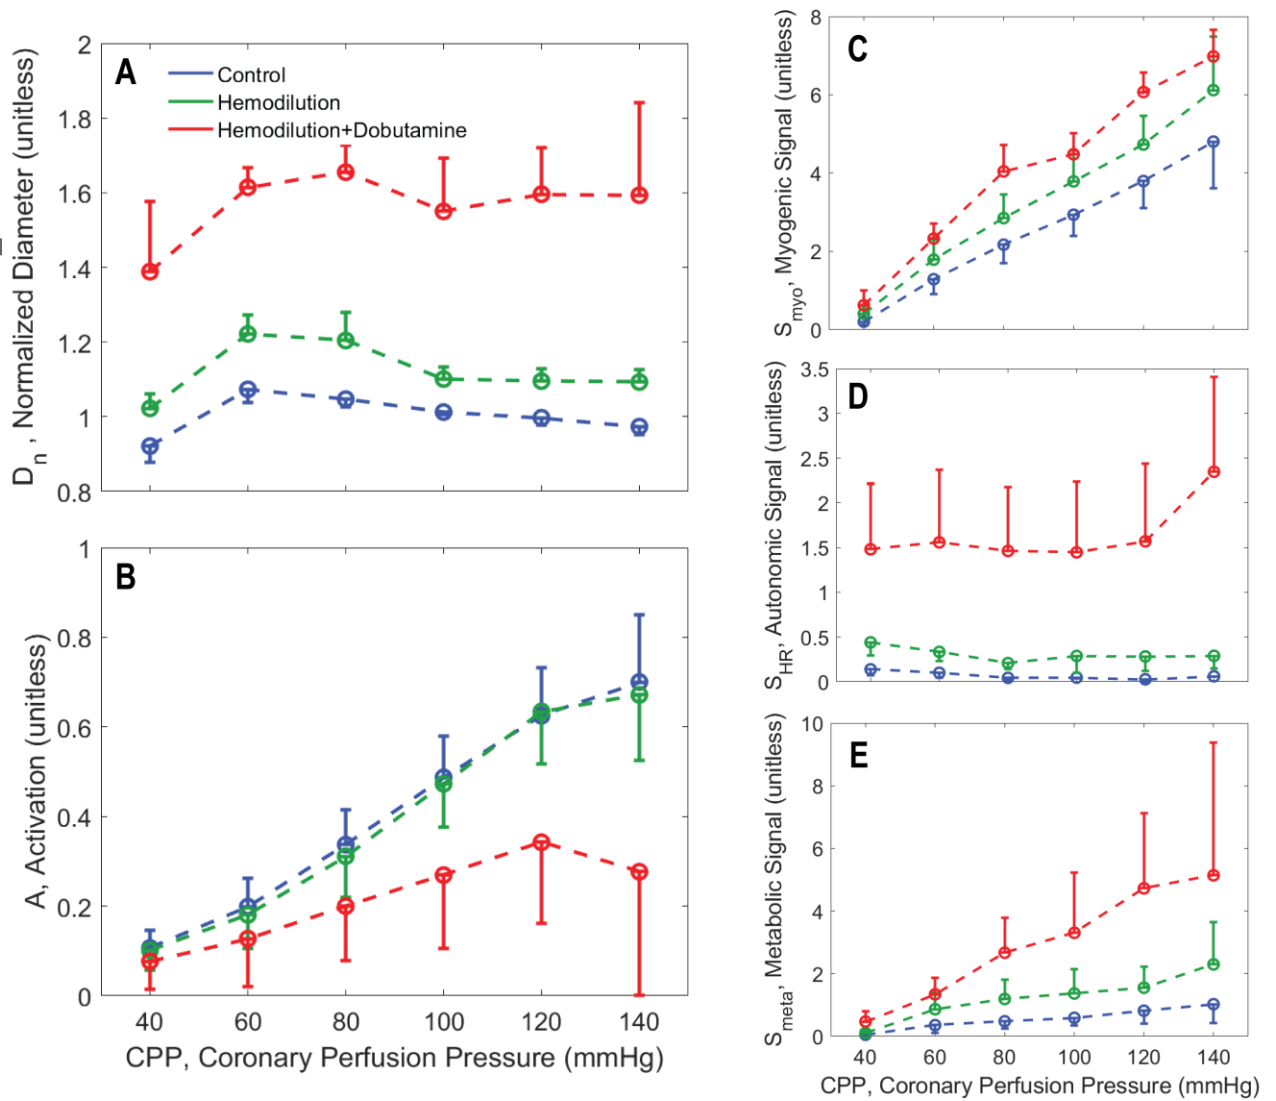 A
Control
Hemodilution
Hemodilution+Dobutamine
D_n , Normalized Diameter (unitless)
2
1.8
1.6
1.4
1.2
1
0.8
B
A, Activation (unitless)
1
0.8
0.6
0.4
0.2
0
40 60 80 100 120 140
CPP, Coronary Perfusion Pressure (mmHg)
C
S_myo, Myogenic Signal (unitless)
8
6
4
2
0
D
S_HR, Autonomic Signal (unitless)
3.5
3
2.5
2
1.5
1
0.5
0
E
S_meta, Metabolic Signal (unitless)
10
8
6
4
2
0
40 60 80 100 120 140
CPP, Coronary Perfusion Pressure (mmHg)